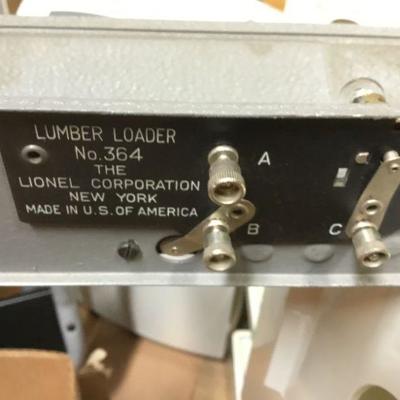 LUMBER LOADER
No. 364
THE
LIONEL CORPORATION
NEW YORK
MADE IN U.S. OF AMERICA
A
B
C